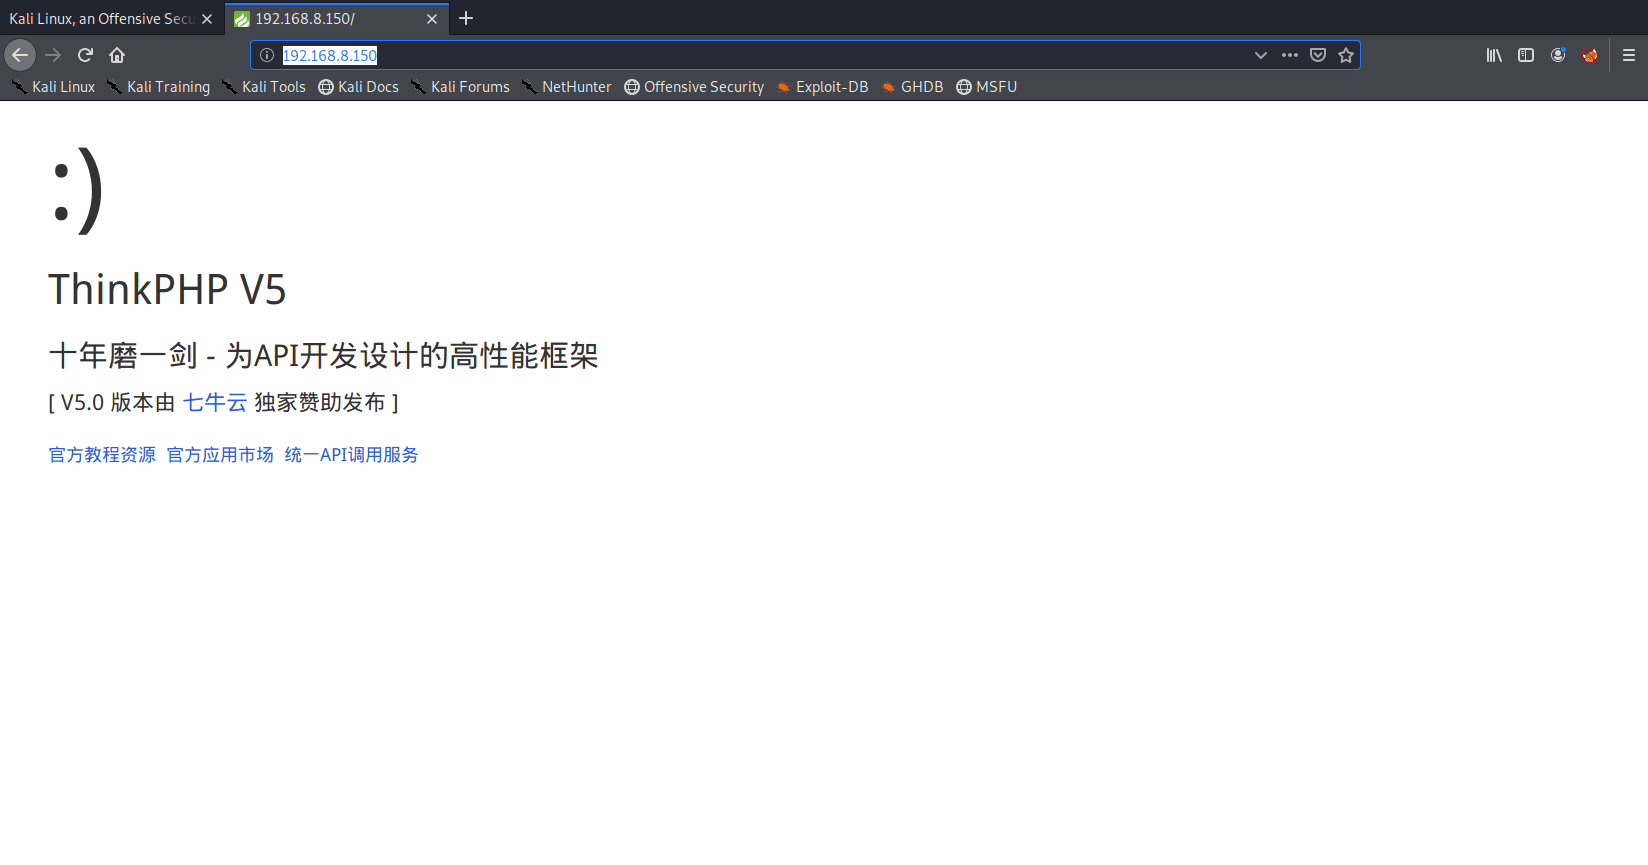 Kali Linux, an Offensive Secu
192.168.8.150/
192.168.8.150
Kali Linux Kali Training Kali Tools Kali Docs Kali Forums NetHunter Offensive Security Exploit-DB GHDB MSFU
:)
ThinkPHP V5
十年磨一剑 - 为API开发设计的高性能框架
[ V5.0 版本由 七牛云 独家赞助发布 ]
官方教程资源 官方应用市场 统一API调用服务